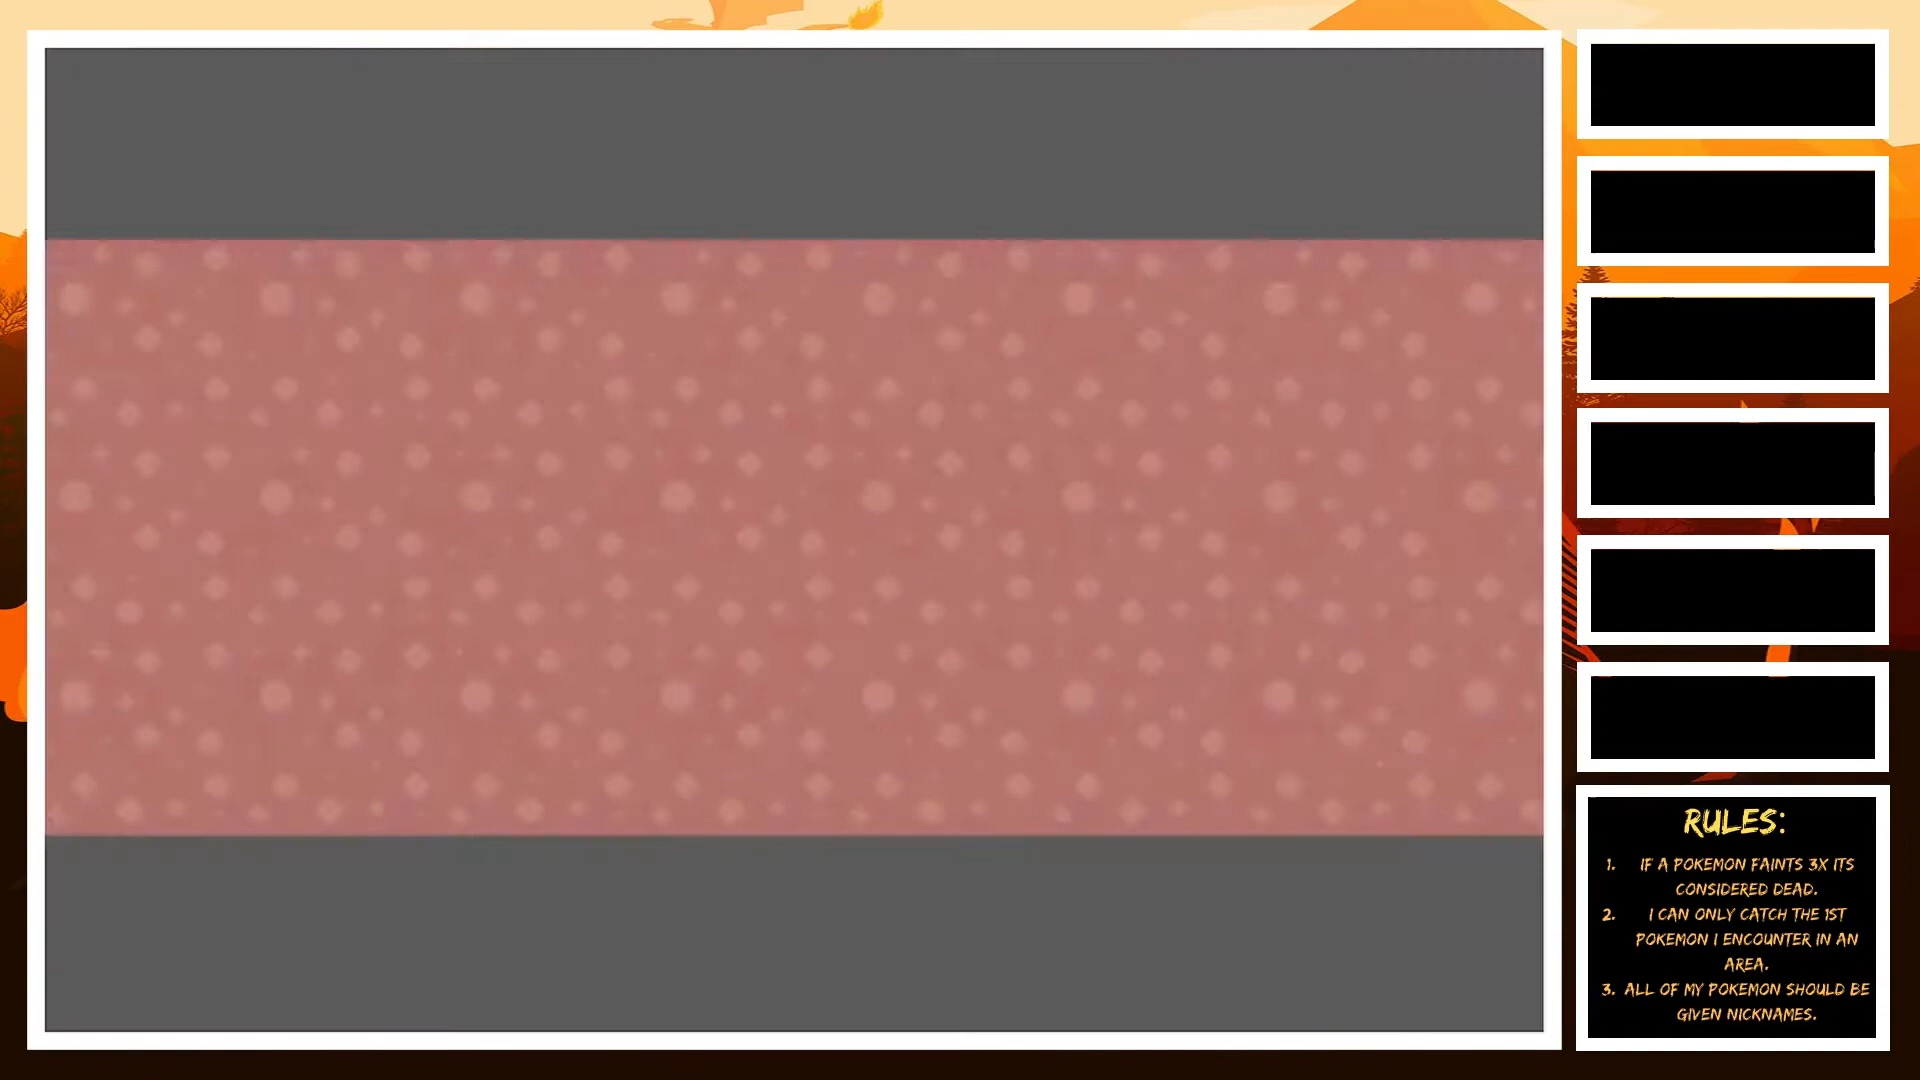 RULES:
1. IF A POKEMON FAINTS 3X ITS
CONSIDERED DEAD.
2. I CAN ONLY CATCH THE 1ST
POKEMON I ENCOUNTER IN AN
AREA.
3. ALL OF MY POKEMON SHOULD BE
GIVEN NICKNAMES.